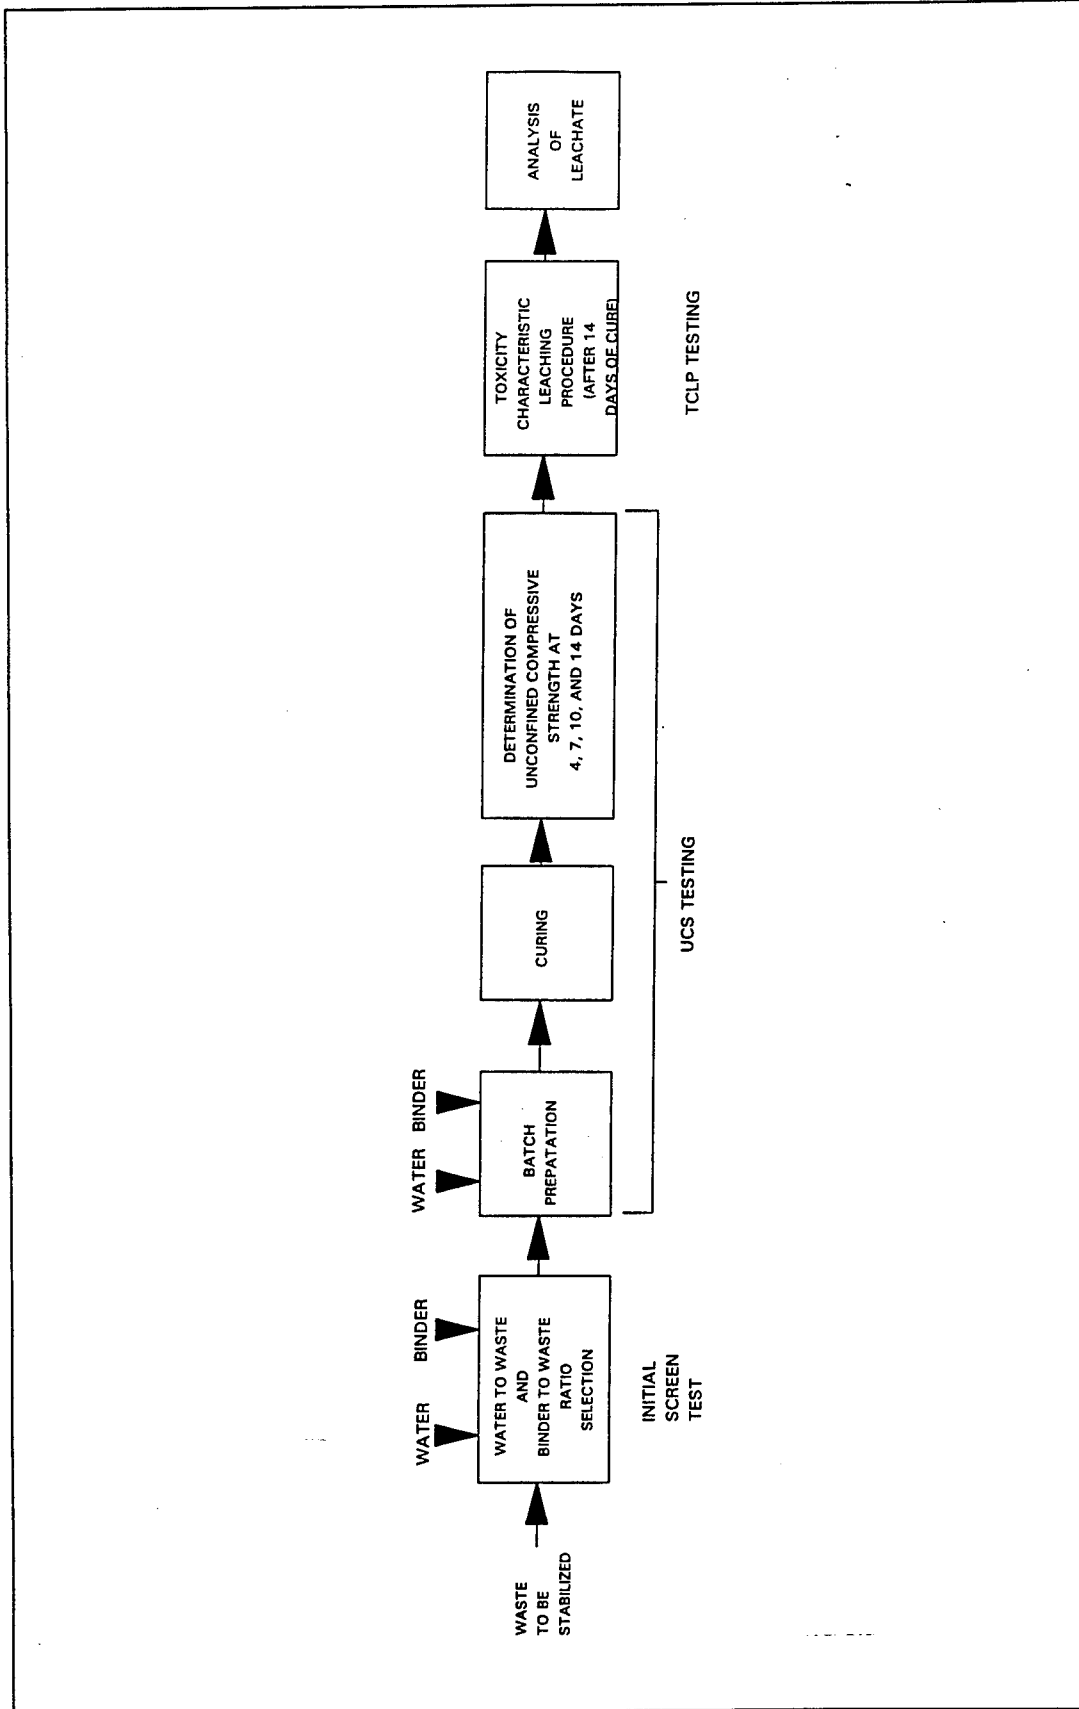 WASTE
TO BE
STABILIZED
WATER
BINDER
WATER TO WASTE
AND
BINDER TO WASTE
RATIO
SELECTION
INITIAL
SCREEN
TEST
WATER
BINDER
BATCH
PREPATATION
CURING
DETERMINATION OF
UNCONFINED COMPRESSIVE
STRENGTH AT
4, 7, 10, AND 14 DAYS
UCS TESTING
TOXICITY
CHARACTERISTIC
LEACHING
PROCEDURE
(AFTER 14
DAYS OF CURE)
TCLP TESTING
ANALYSIS
OF
LEACHATE